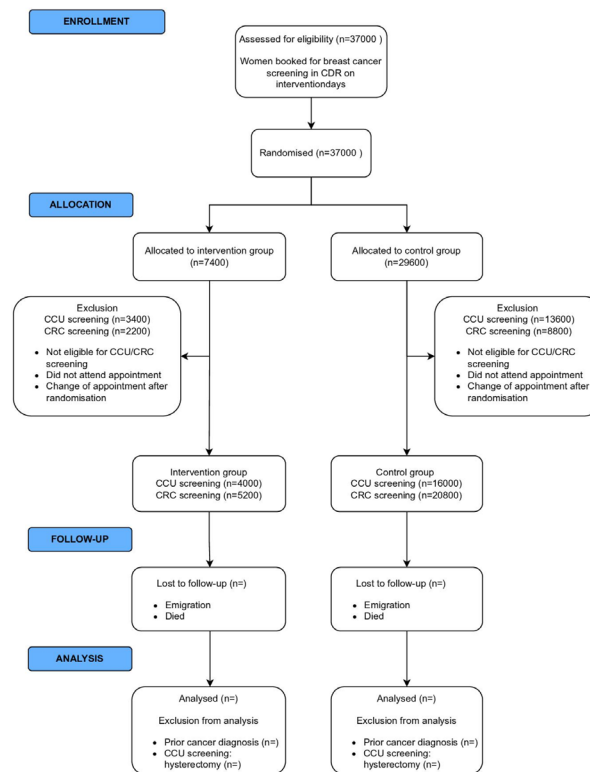 ENROLLMENT
Assessed for eligibility (n=37000 )
Women booked for breast cancer
screening in CDR on
interventiondays
Randomised (n=37000 )
ALLOCATION
Allocated to intervention group
(n=7400)
Allocated to control group
(n=29600)
Exclusion
CCU screening (n=3400)
CRC screening (n=2200)
• Not eligible for CCU/CRC
screening
• Did not attend appointment
• Change of appointment after
randomisation
Exclusion
CCU screening (n=13600)
CRC screening (n=8800)
• Not eligible for CCU/CRC
screening
• Did not attend appointment
• Change of appointment after
randomisation
Intervention group
CCU screening (n=4000)
CRC screening (n=5200)
Control group
CCU screening (n=16000)
CRC screening (n=20800)
FOLLOW-UP
Lost to follow-up (n=)
• Emigration
• Died
Lost to follow-up (n=)
• Emigration
• Died
ANALYSIS
Analysed (n=)
Exclusion from analysis
• Prior cancer diagnosis (n=)
• CCU screening:
hysterectomy (n=)
Analysed (n=)
Exclusion from analysis
• Prior cancer diagnosis (n=)
• CCU screening:
hysterectomy (n=)